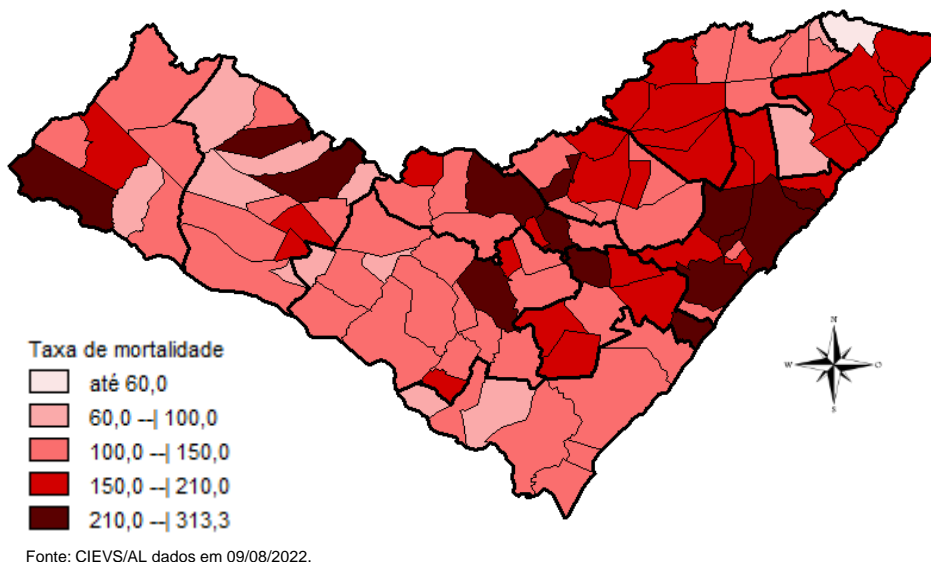 Taxa de mortalidade
até 60,0
60,0 --| 100,0
100,0 --| 150,0
150,0 --| 210,0
210,0 --| 313,3
N
W
O
S
Fonte: CIEVS/AL dados em 09/08/2022.